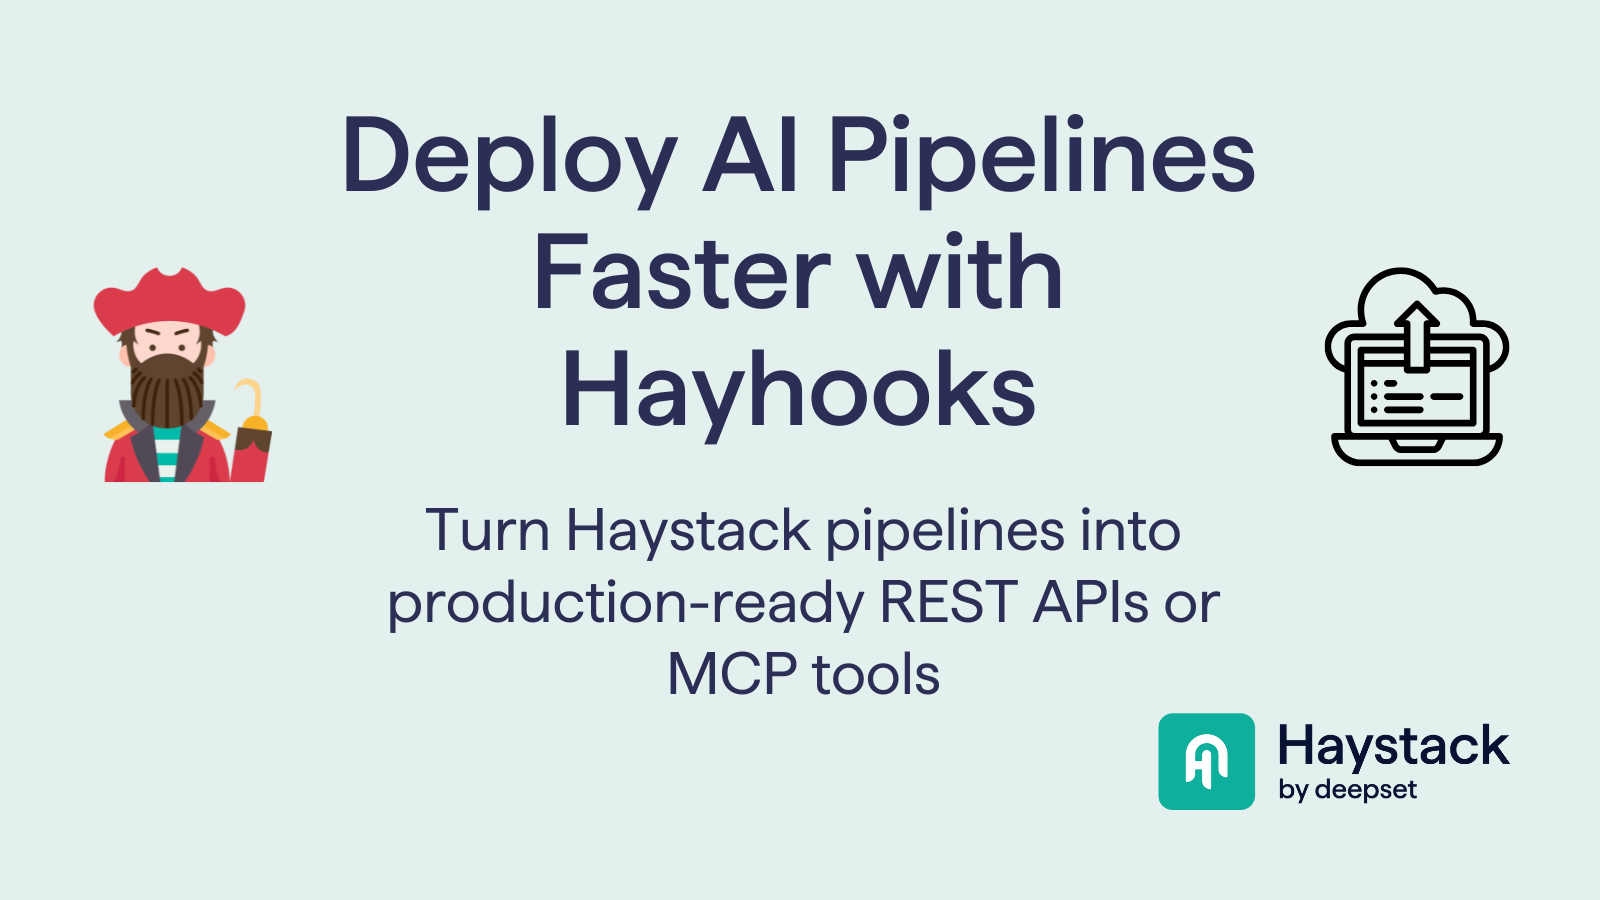 Deploy AI Pipelines
Faster with
Hayhooks
Turn Haystack pipelines into
production-ready REST APIs or
MCP tools
Haystack
by deepset